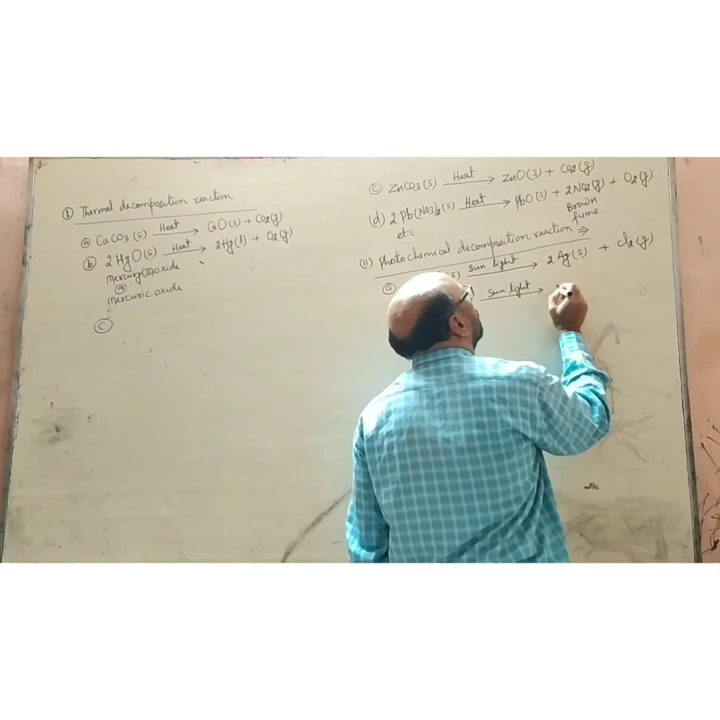 ① Thermal decomposition reaction
ⓐ CaCO3(s) Heat → CaO(s) + CO2(g)
ⓑ 2HgO(s) Heat → 2Hg(l) + O2(g)
Mercury(II)oxide
or
mercuric oxide
ⓒ
ⓒ ZnCO3(s) Heat → ZnO(s) + CO2(g)
(d) 2Pb(NO3)2(s) Heat → PbO(s) + 2NO2(g) + O2(g)
etc
Brown
fume
(II) Photochemical decomposition reaction ⇒
ⓐ s) Sun light → 2Ag(s) + Cl2(g)
Sun light →